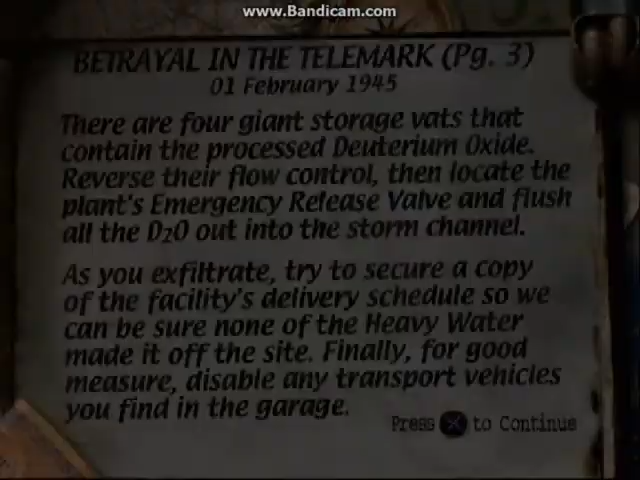 www.Bandicam.com
BETRAYAL IN THE TELEMARK (Pg. 3)
01 February 1945
There are four giant storage vats that
contain the processed Deuterium Oxide.
Reverse their flow control, then locate the
plant's Emergency Release Valve and flush
all the D2O out into the storm channel.
As you exfiltrate, try to secure a copy
of the facility's delivery schedule so we
can be sure none of the Heavy Water
made it off the site. Finally, for good
measure, disable any transport vehicles
you find in the garage.
Press X to Continue